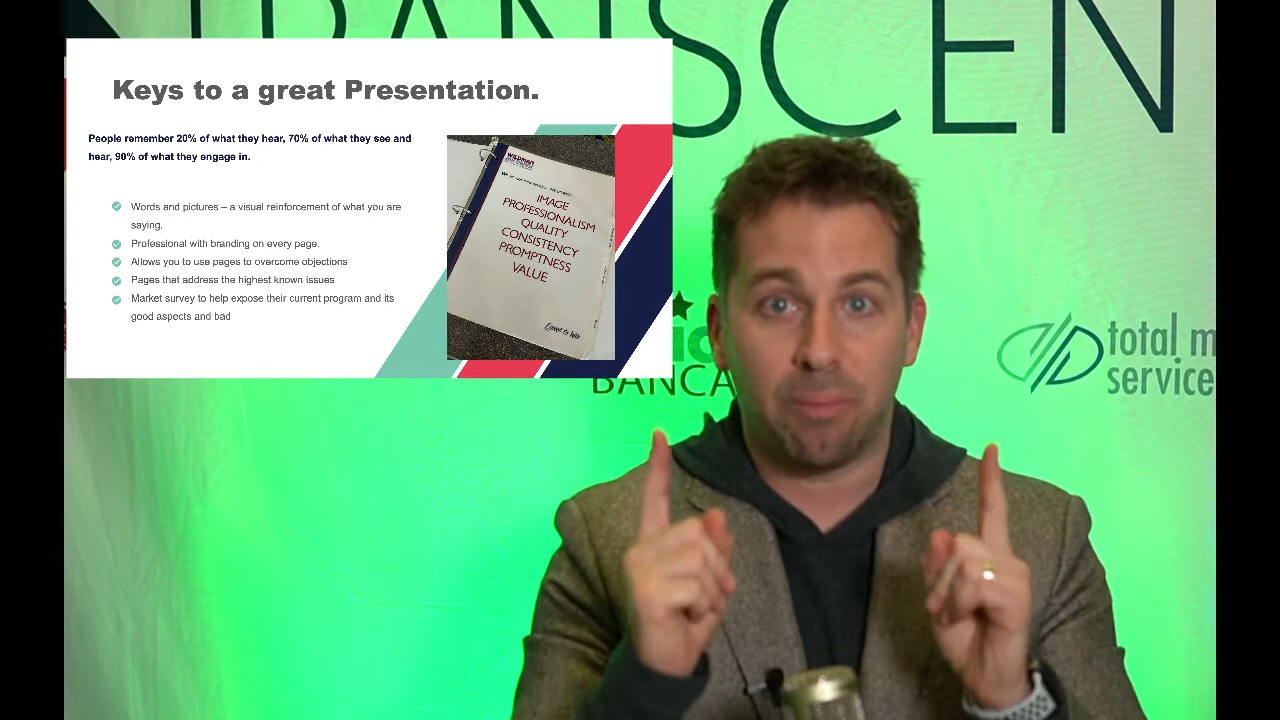 TRANSCEN
Keys to a great Presentation.
People remember 20% of what they hear, 70% of what they see and
hear, 90% of what they engage in.
Words and pictures – a visual reinforcement of what you are
saying.
Professional with branding on every page.
Allows you to use pages to overcome objections
Pages that address the highest known issues
Market survey to help expose their current program and its
good aspects and bad
WILDMAN
IMAGE
PROFESSIONALISM
QUALITY
CONSISTENCY
PROMPTNESS
VALUE
BANCA
total m
service